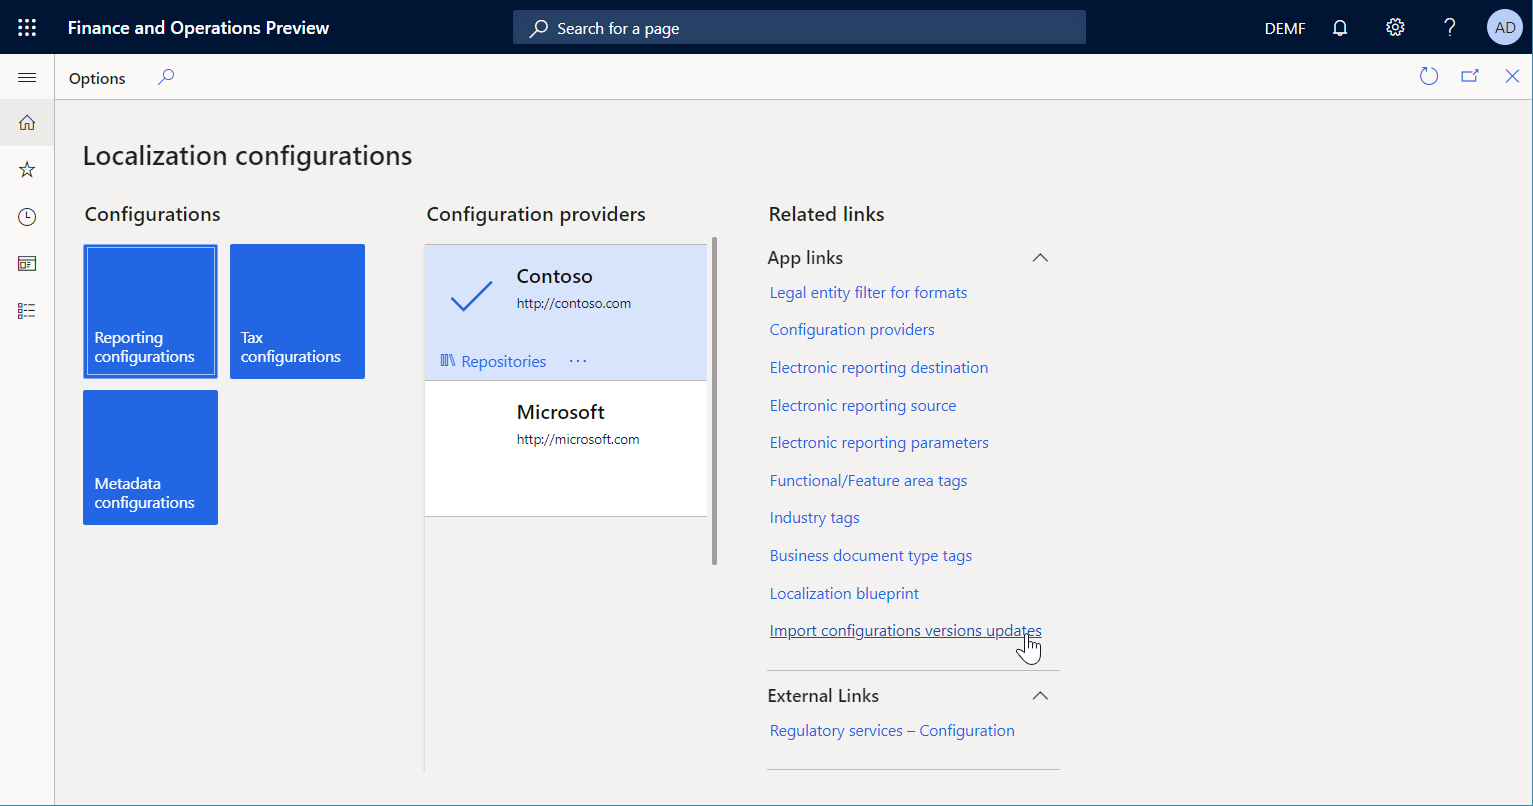 Finance and Operations Preview
Search for a page
DEMF
?
AD
Options
Localization configurations
Configurations
Reporting
configurations
Tax
configurations
Metadata
configurations
Configuration providers
Contoso
http://contoso.com
Repositories
...
Microsoft
http://microsoft.com
Related links
App links
Legal entity filter for formats
Configuration providers
Electronic reporting destination
Electronic reporting source
Electronic reporting parameters
Functional/Feature area tags
Industry tags
Business document type tags
Localization blueprint
Import configurations versions updates
External Links
Regulatory services – Configuration